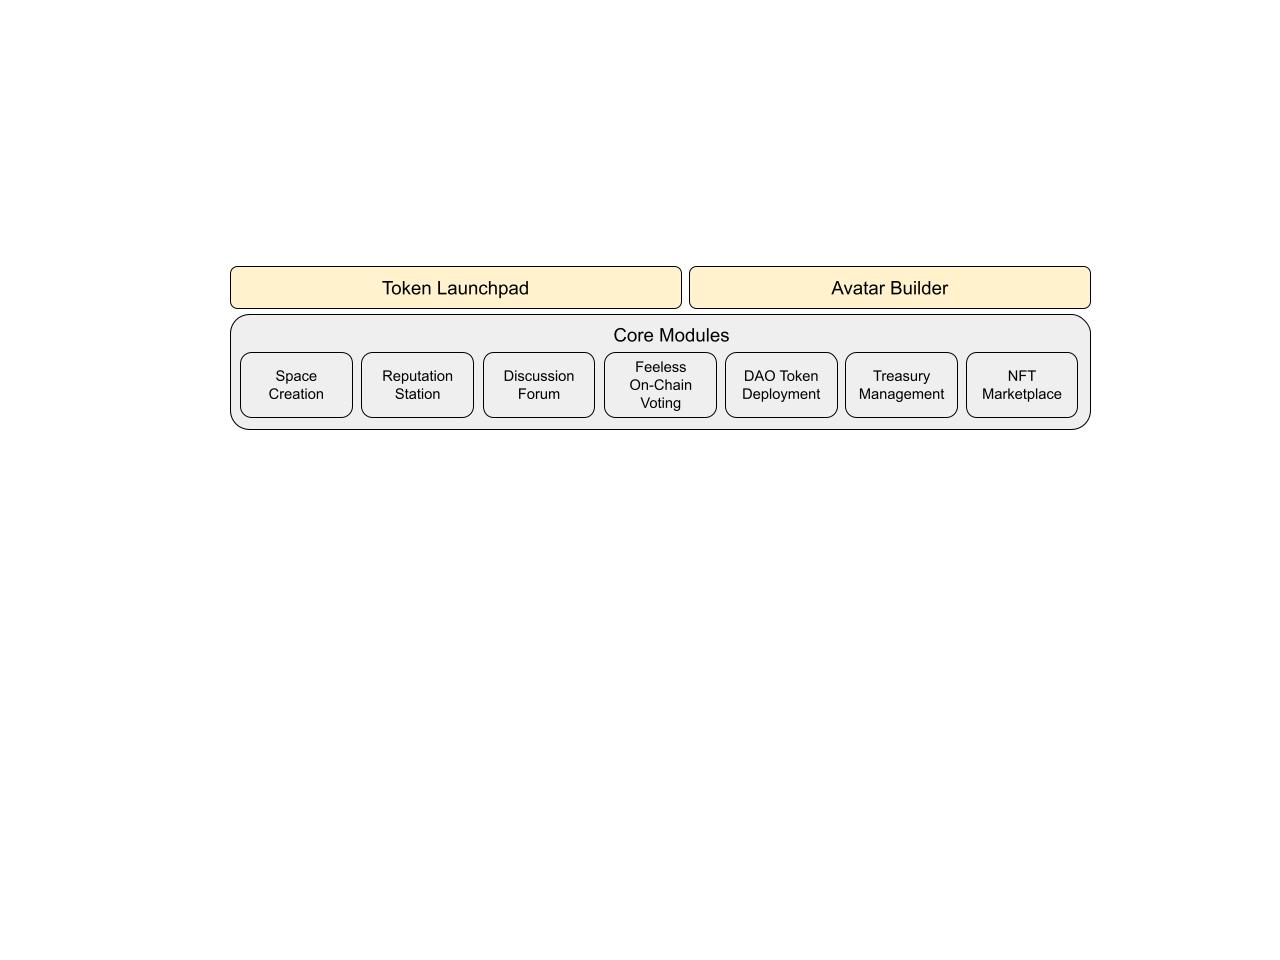 Token Launchpad
Avatar Builder
Core Modules
Space
Creation
Reputation
Station
Discussion
Forum
Feeless
On-Chain
Voting
DAO Token
Deployment
Treasury
Management
NFT
Marketplace